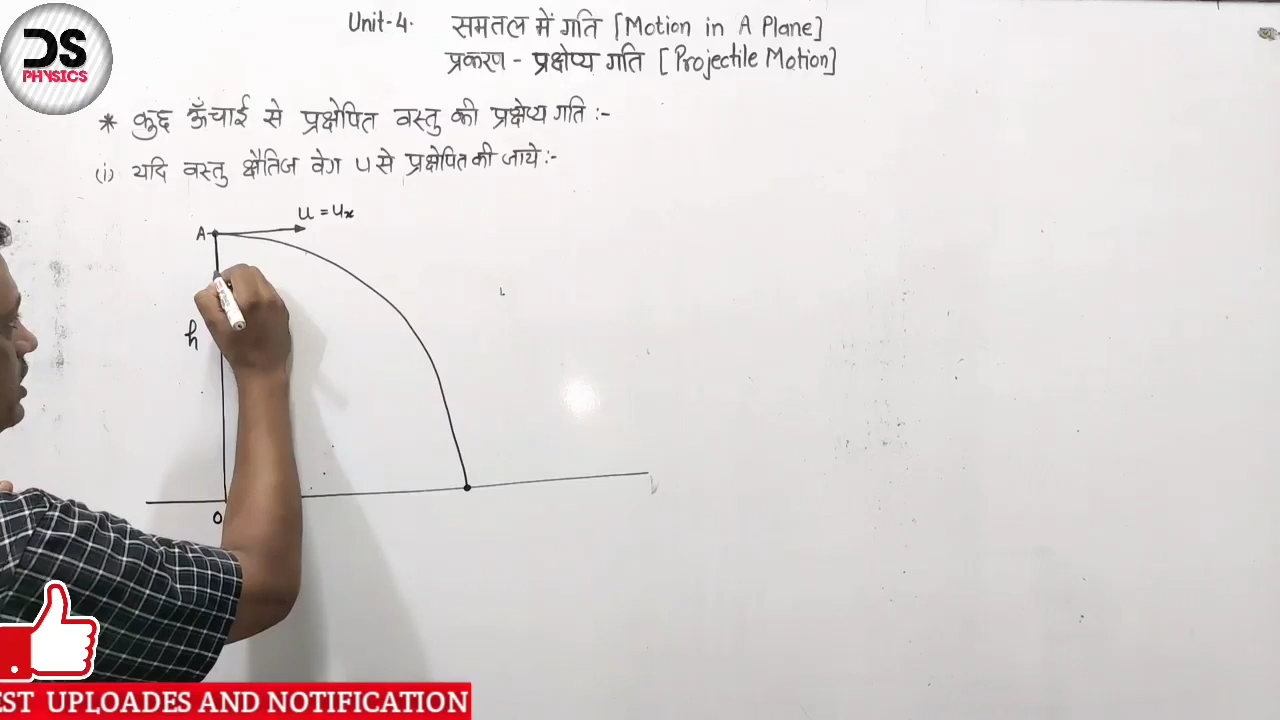 DS
PHYSICS
Unit-4. समतल में गति [Motion in A Plane]
प्रकरण - प्रक्षेप्य गति [Projectile Motion]
* कुछ ऊँचाई से प्रक्षेपित वस्तु की प्रक्षेप्य गति :-
(i) यदि वस्तु क्षैतिज वेग u से प्रक्षेपित की जाये :-
u = ux
A
h
O
EST UPLOADES AND NOTIFICATION